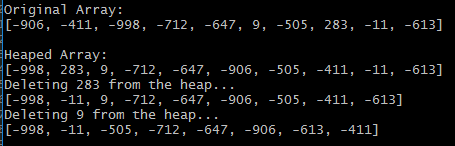 Original Array:
[-906, -411, -998, -712, -647, 9, -505, 283, -11, -613]
Heaped Array:
[-998, 283, 9, -712, -647, -906, -505, -411, -11, -613]
Deleting 283 from the heap...
[-998, -11, 9, -712, -647, -906, -505, -411, -613]
Deleting 9 from the heap...
[-998, -11, -505, -712, -647, -906, -613, -411]